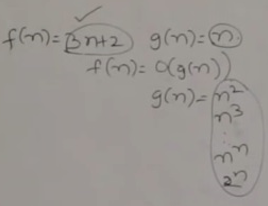 f(n)= 3n+2 g(n)= n
f(n)= O(g(n))
g(n)= n²
n³
⋮
nⁿ
2ⁿ